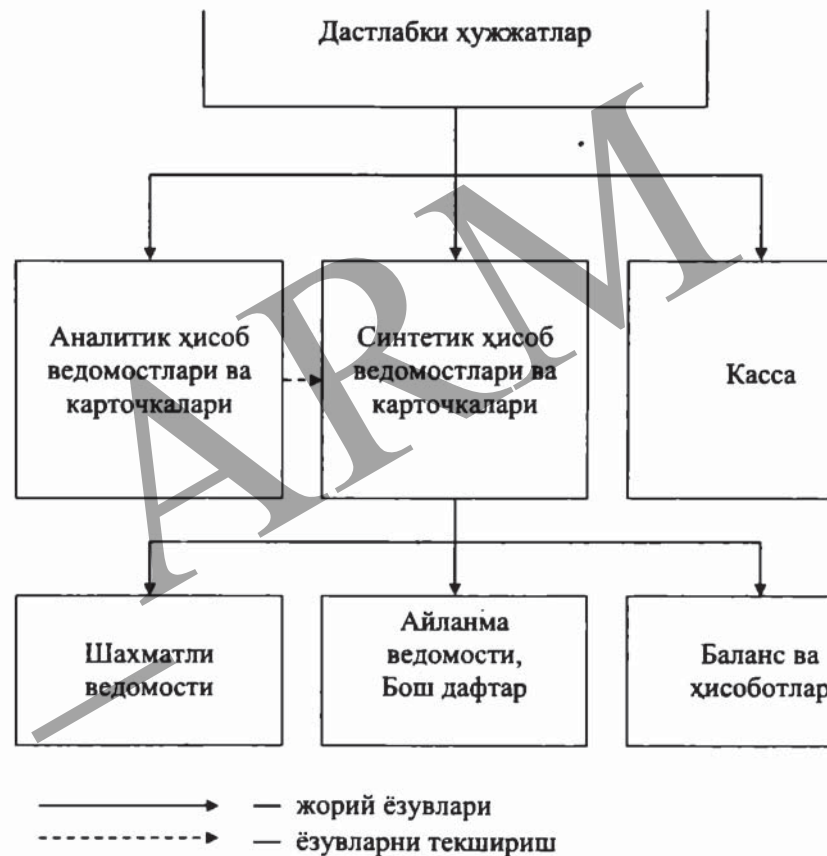 Дастлабки ҳужжатлар
Аналитик ҳисоб
ведомостлари ва
карточкалари
Синтетик ҳисоб
ведомостлари ва
карточкалари
Касса
Шахматли
ведомости
Айланма
ведомости,
Бош дафтар
Баланс ва
ҳисоботлар
— жорий ёзувлари
— ёзувларни текшириш
ARM